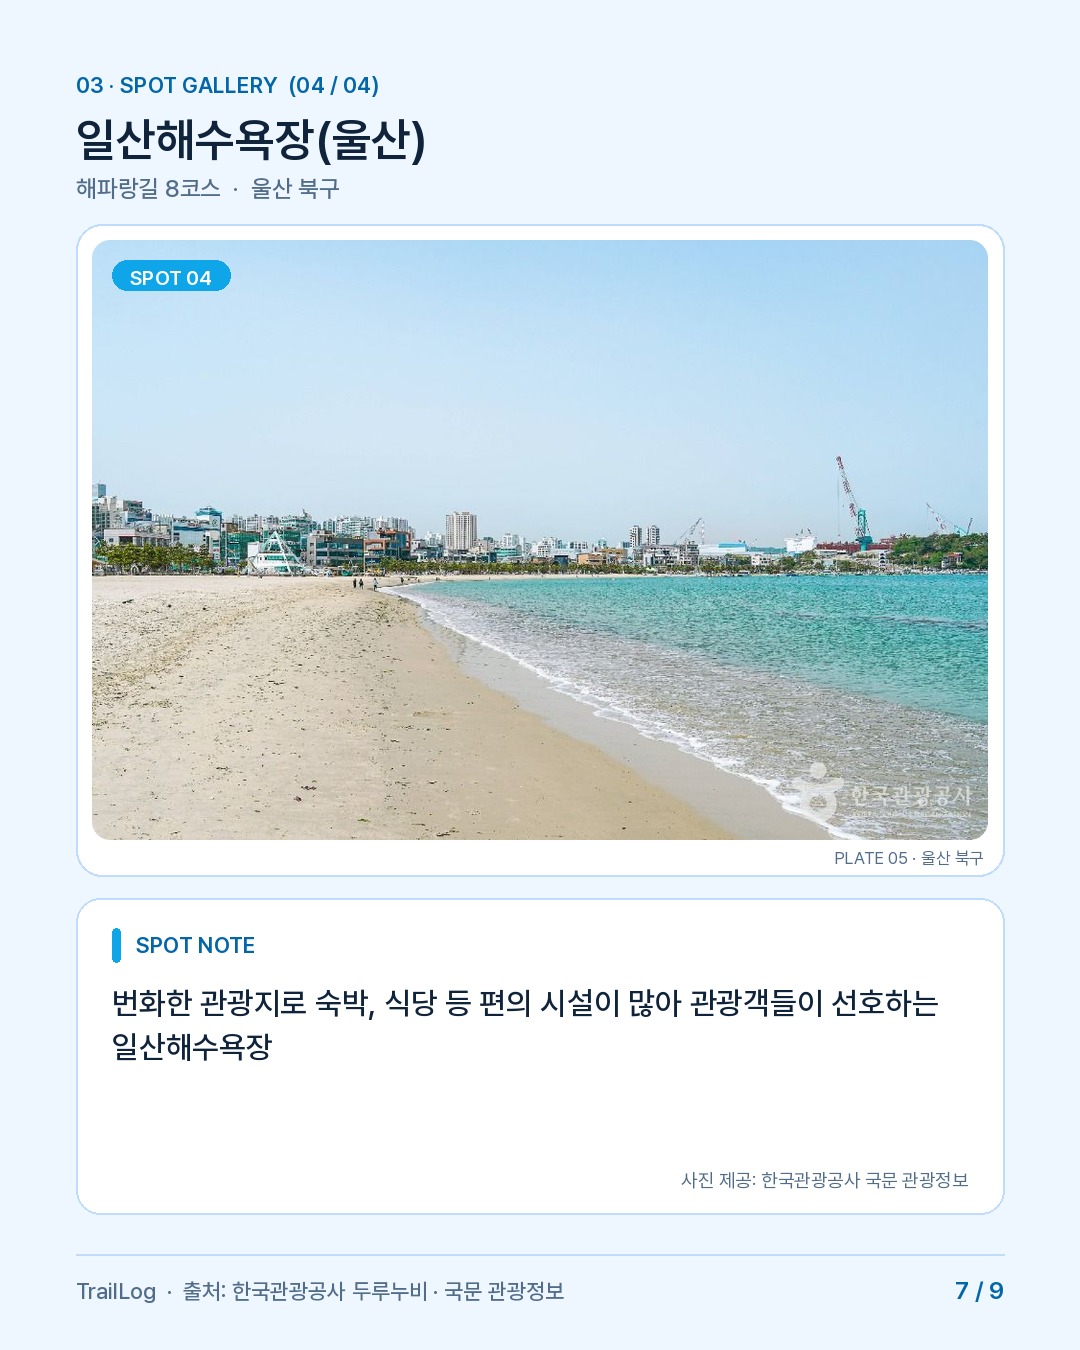 03 · SPOT GALLERY (04 / 04)
일산해수욕장(울산)
해파랑길 8코스 · 울산 북구
SPOT 04
한국관광공사
PLATE 05 · 울산 북구
SPOT NOTE
번화한 관광지로 숙박, 식당 등 편의 시설이 많아 관광객들이 선호하는
일산해수욕장
사진 제공: 한국관광공사 국문 관광정보
TrailLog · 출처: 한국관광공사 두루누비 · 국문 관광정보
7 / 9